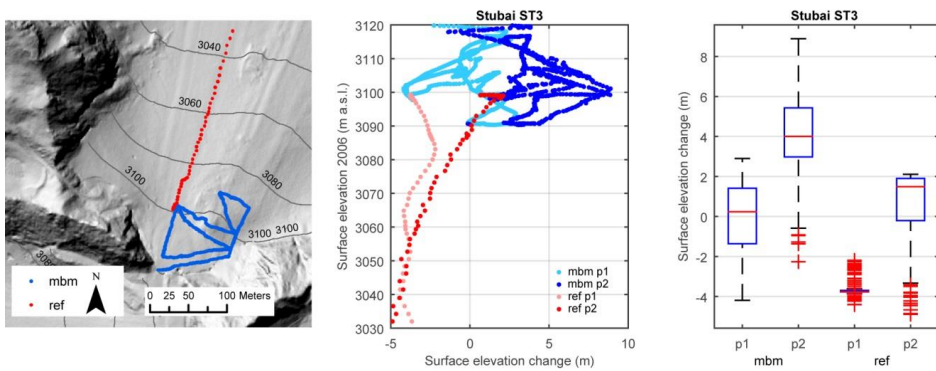 3040
3060
3080
3100
3100 3100
3080
mbm
ref
N
0 25 50 100 Meters
Stubai ST3
3120
3110
3100
3090
3080
3070
3060
3050
3040
3030
Surface elevation 2006 (m a.s.l.)
mbm p1
mbm p2
ref p1
ref p2
-5 0 5 10
Surface elevation change (m)
Stubai ST3
8
6
4
2
0
-2
-4
Surface elevation change (m)
p1 p2 p1 p2
mbm ref